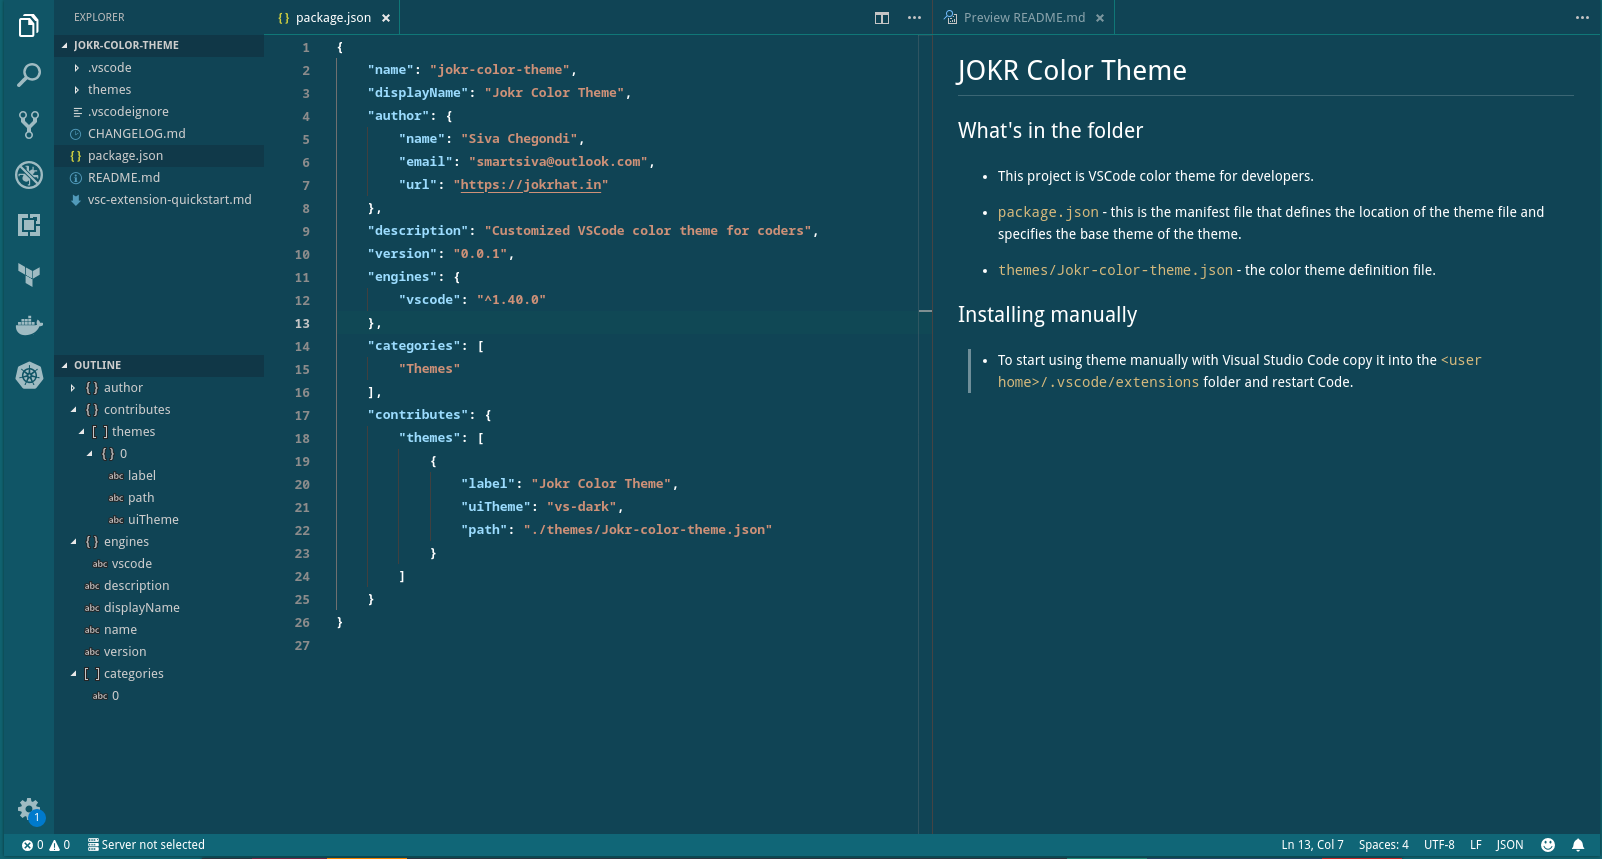 EXPLORER
JOKR-COLOR-THEME
.vscode
themes
.vscodeignore
CHANGELOG.md
{} package.json
README.md
vsc-extension-quickstart.md
OUTLINE
{} author
{} contributes
[ ] themes
{} 0
abc label
abc path
abc uiTheme
{} engines
abc vscode
abc description
abc displayName
abc name
abc version
[ ] categories
abc 0
1
{} package.json ×
1 {
2 "name": "jokr-color-theme",
3 "displayName": "Jokr Color Theme",
4 "author": {
5 "name": "Siva Chegondi",
6 "email": "smartsiva@outlook.com",
7 "url": "https://jokrhat.in"
8 },
9 "description": "Customized VSCode color theme for coders",
10 "version": "0.0.1",
11 "engines": {
12 "vscode": "^1.40.0"
13 },
14 "categories": [
15 "Themes"
16 ],
17 "contributes": {
18 "themes": [
19 {
20 "label": "Jokr Color Theme",
21 "uiTheme": "vs-dark",
22 "path": "./themes/Jokr-color-theme.json"
23 }
24 ]
25 }
26 }
27
Preview README.md ×
JOKR Color Theme
What's in the folder
• This project is VSCode color theme for developers.
• package.json - this is the manifest file that defines the location of the theme file and
specifies the base theme of the theme.
• themes/Jokr-color-theme.json - the color theme definition file.
Installing manually
• To start using theme manually with Visual Studio Code copy it into the <user
home>/.vscode/extensions folder and restart Code.
0 0 Server not selected
Ln 13, Col 7 Spaces: 4 UTF-8 LF JSON